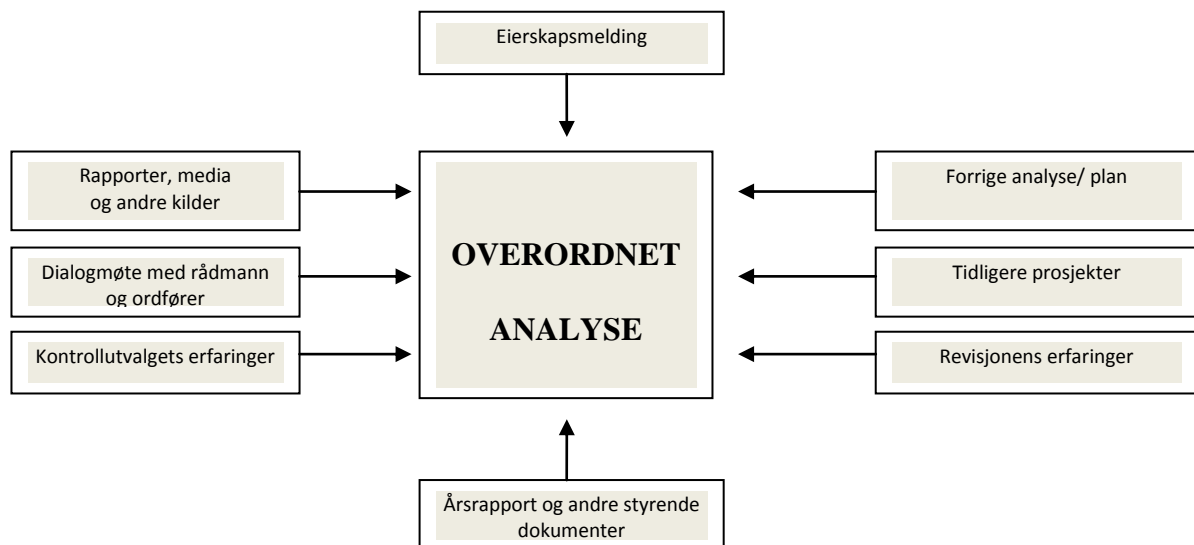 Eierskapsmelding
Rapporter, media
og andre kilder
Forrige analyse/ plan
OVERORDNET
ANALYSE
Dialogmøte med rådmann
og ordfører
Tidligere prosjekter
Kontrollutvalgets erfaringer
Revisjonens erfaringer
Årsrapport og andre styrende
dokumenter